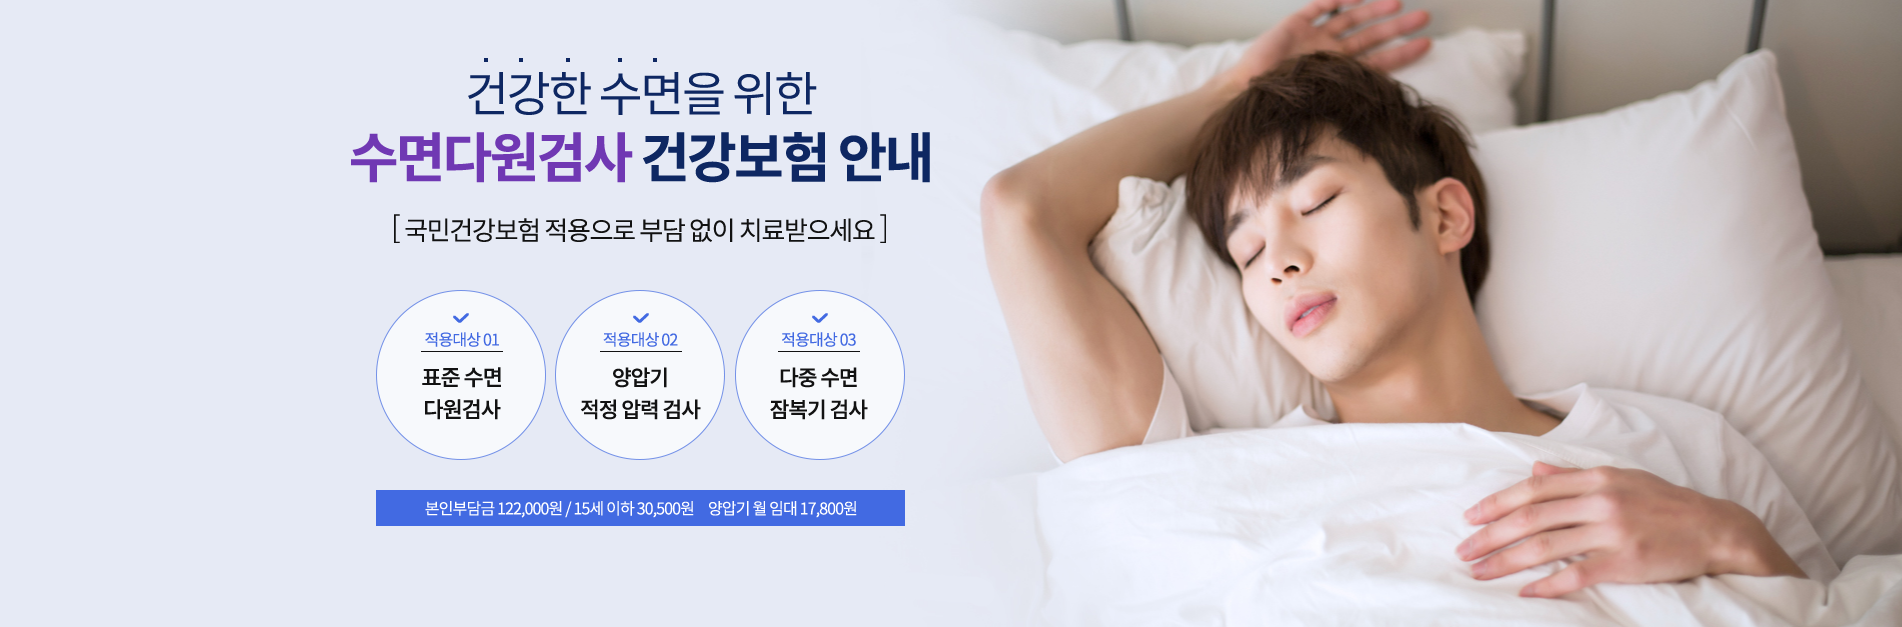 건강한 수면을 위한
수면다원검사 건강보험 안내
[ 국민건강보험 적용으로 부담 없이 치료받으세요 ]
적용대상 01
표준 수면
다원검사
적용대상 02
양압기
적정 압력 검사
적용대상 03
다중 수면
잠복기 검사
본인부담금 122,000원 / 15세 이하 30,500원 양압기 월 임대 17,800원